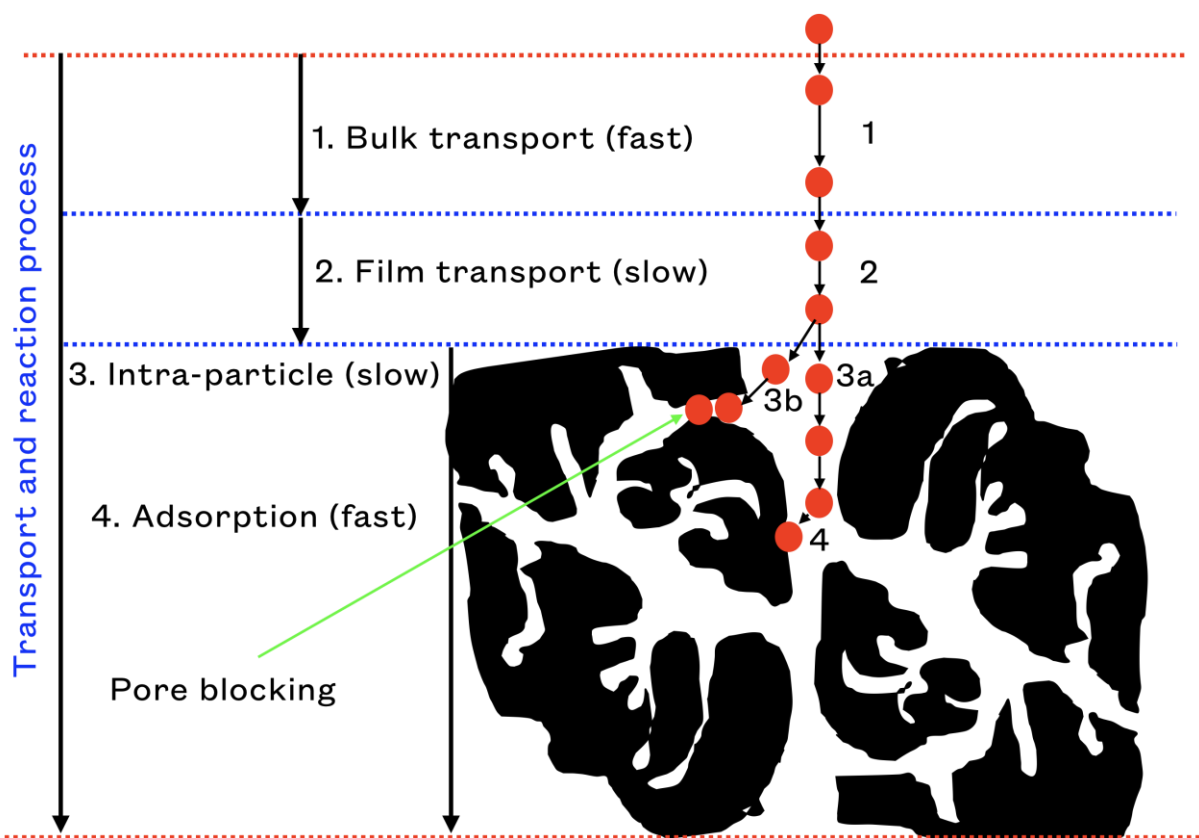 Transport and reaction process
1. Bulk transport (fast)
1
2. Film transport (slow)
2
3. Intra-particle (slow)
3a
3b
4. Adsorption (fast)
4
Pore blocking